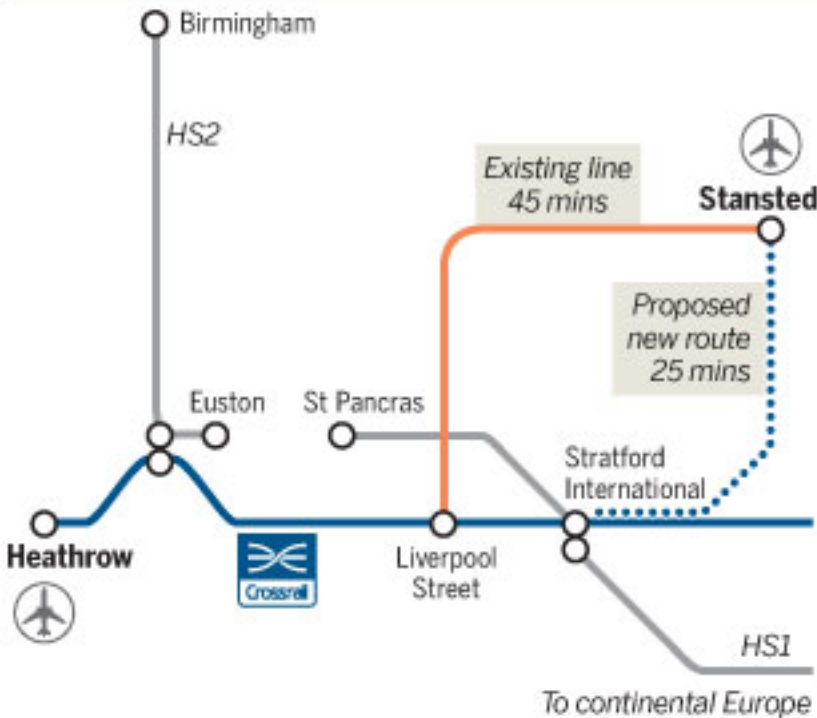 Birmingham
HS2
Existing line
45 mins
Stansted
Proposed
new route
25 mins
Euston
St Pancras
Stratford
International
Heathrow
Crossrail
Liverpool
Street
HS1
To continental Europe